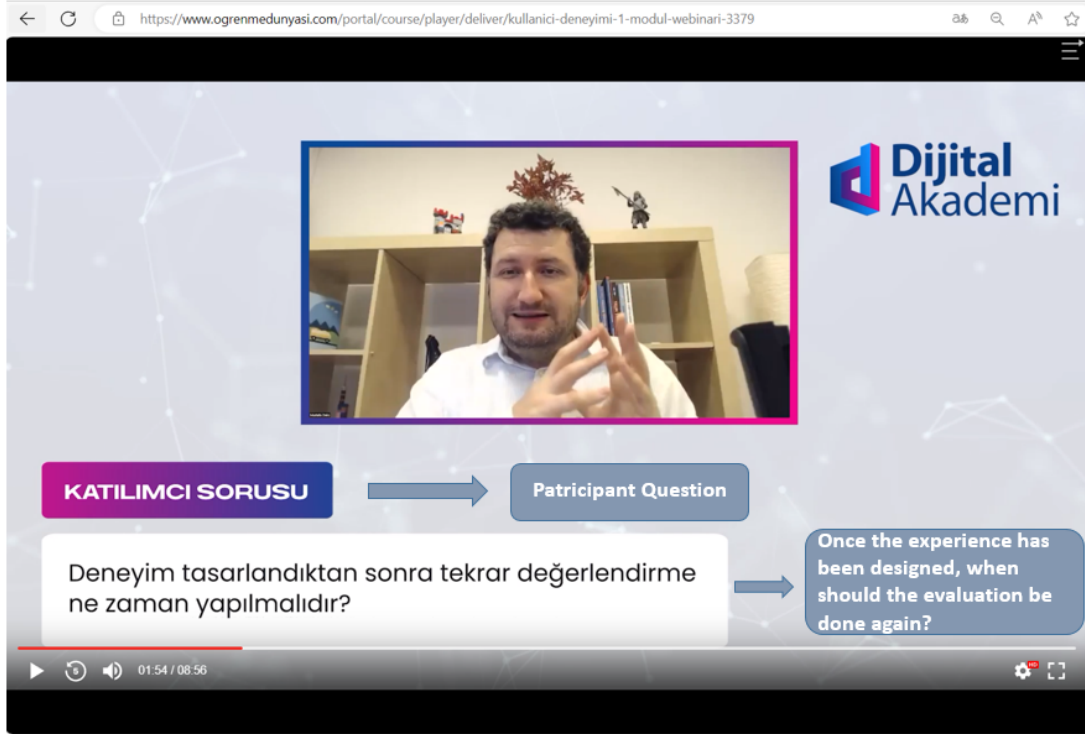 https://www.ogrenmedunyasi.com/portal/course/player/deliver/kullanici-deneyimi-1-modul-webinari-3379
Dijital
Akademi
KATILIMCI SORUSU
Patricipant Question
Deneyim tasarlandıktan sonra tekrar değerlendirme
ne zaman yapılmalıdır?
Once the experience has
been designed, when
should the evaluation be
done again?
5
01:54 / 08:56
HD